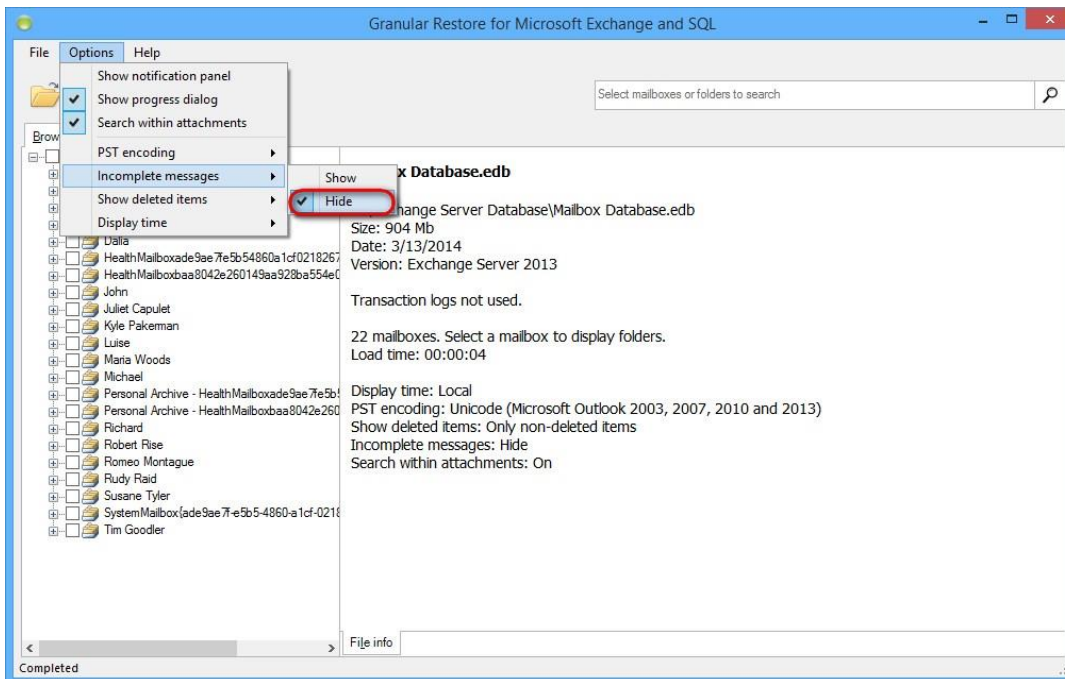 Granular Restore for Microsoft Exchange and SQL
File Options Help
Show notification panel
Show progress dialog
Search within attachments
PST encoding
Incomplete messages
Show deleted items
Display time
Show
Hide
Select mailboxes or folders to search
Brow
Dalia
HealthMailboxade9ae7fe5b54860a1cf0218267
HealthMailboxbaa8042e260149aa928ba554e0
John
Juliet Capulet
Kyle Pakerman
Luise
Maria Woods
Michael
Personal Archive - HealthMailboxade9ae7fe5b
Personal Archive - HealthMailboxbaa8042e260
Richard
Robert Rise
Romeo Montague
Rudy Raid
Susane Tyler
SystemMailbox{ade9ae7f-e5b5-4860-a1cf-0218
Tim Goodler
x Database.edb
hange Server Database\Mailbox Database.edb
Size: 904 Mb
Date: 3/13/2014
Version: Exchange Server 2013
Transaction logs not used.
22 mailboxes. Select a mailbox to display folders.
Load time: 00:00:04
Display time: Local
PST encoding: Unicode (Microsoft Outlook 2003, 2007, 2010 and 2013)
Show deleted items: Only non-deleted items
Incomplete messages: Hide
Search within attachments: On
File info
Completed